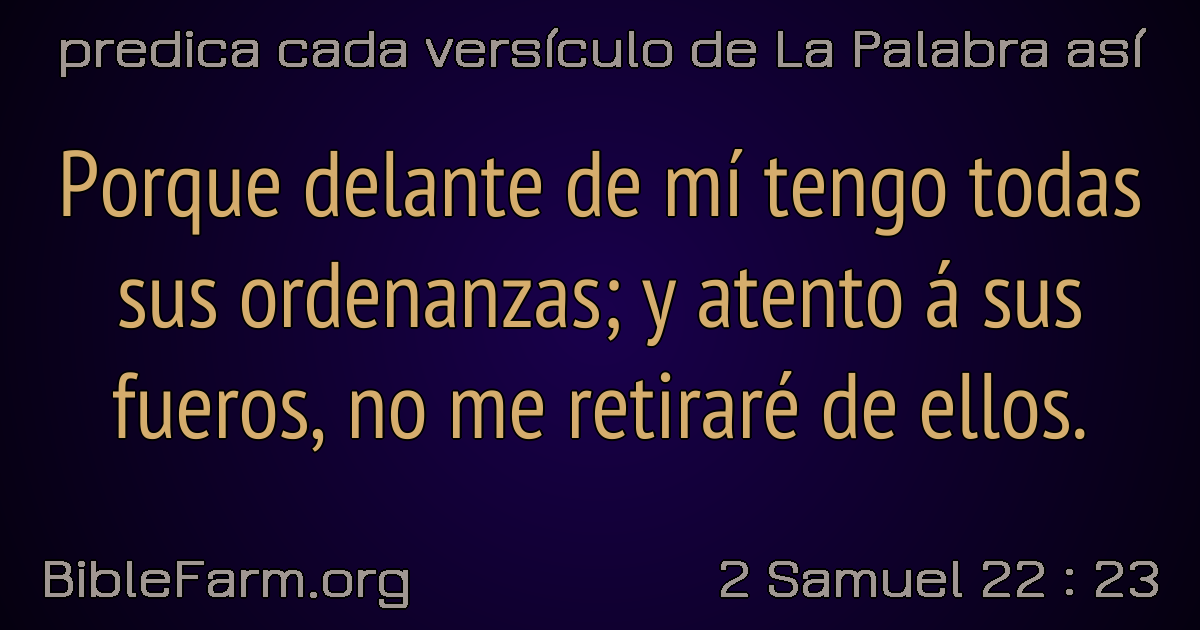 predica cada versículo de La Palabra así
Porque delante de mí tengo todas
sus ordenanzas; y atento á sus
fueros, no me retiraré de ellos.
BibleFarm.org
2 Samuel 22 : 23